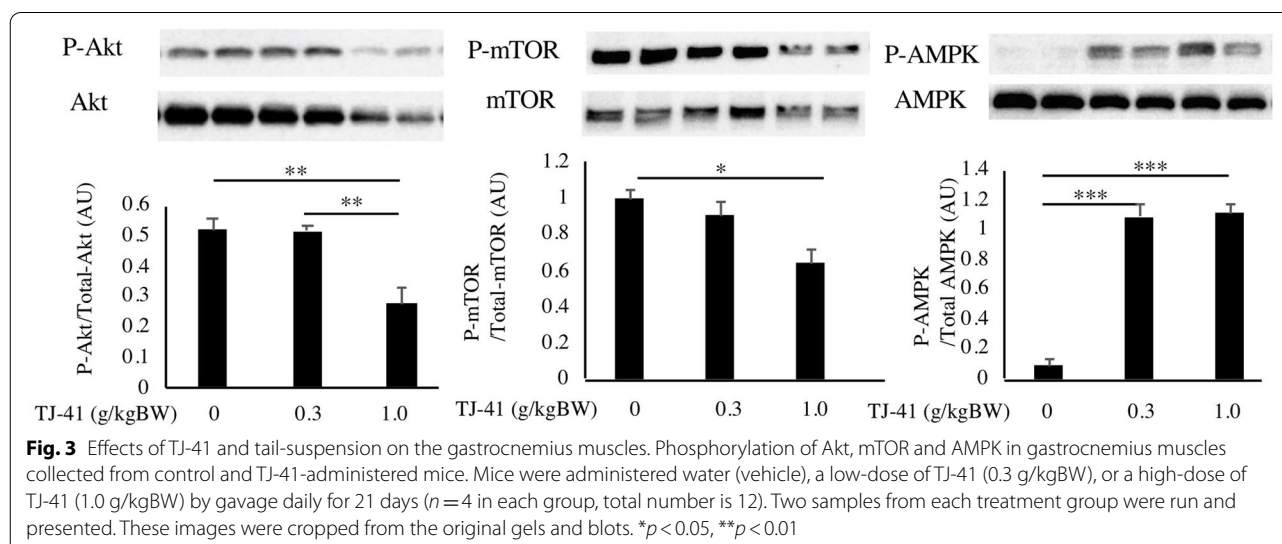 P-Akt
Akt
P-mTOR
mTOR
P-AMPK
AMPK
P-Akt/Total-Akt (AU)
0.6
0.5
0.4
0.3
0.2
0.1
0
**
**
TJ-41 (g/kgBW) 0 0.3 1.0
P-mTOR
/Total-mTOR (AU)
1.2
1
0.8
0.6
0.4
0.2
0
*
TJ-41 (g/kgBW) 0 0.3 1.0
P-AMPK
/Total AMPK (AU)
1.4
1.2
1
0.8
0.6
0.4
0.2
0
***
***
TJ-41 (g/kgBW) 0 0.3 1.0
Fig. 3 Effects of TJ-41 and tail-suspension on the gastrocnemius muscles. Phosphorylation of Akt, mTOR and AMPK in gastrocnemius muscles
collected from control and TJ-41-administered mice. Mice were administered water (vehicle), a low-dose of TJ-41 (0.3 g/kgBW), or a high-dose of
TJ-41 (1.0 g/kgBW) by gavage daily for 21 days (n = 4 in each group, total number is 12). Two samples from each treatment group were run and
presented. These images were cropped from the original gels and blots. *p < 0.05, **p < 0.01